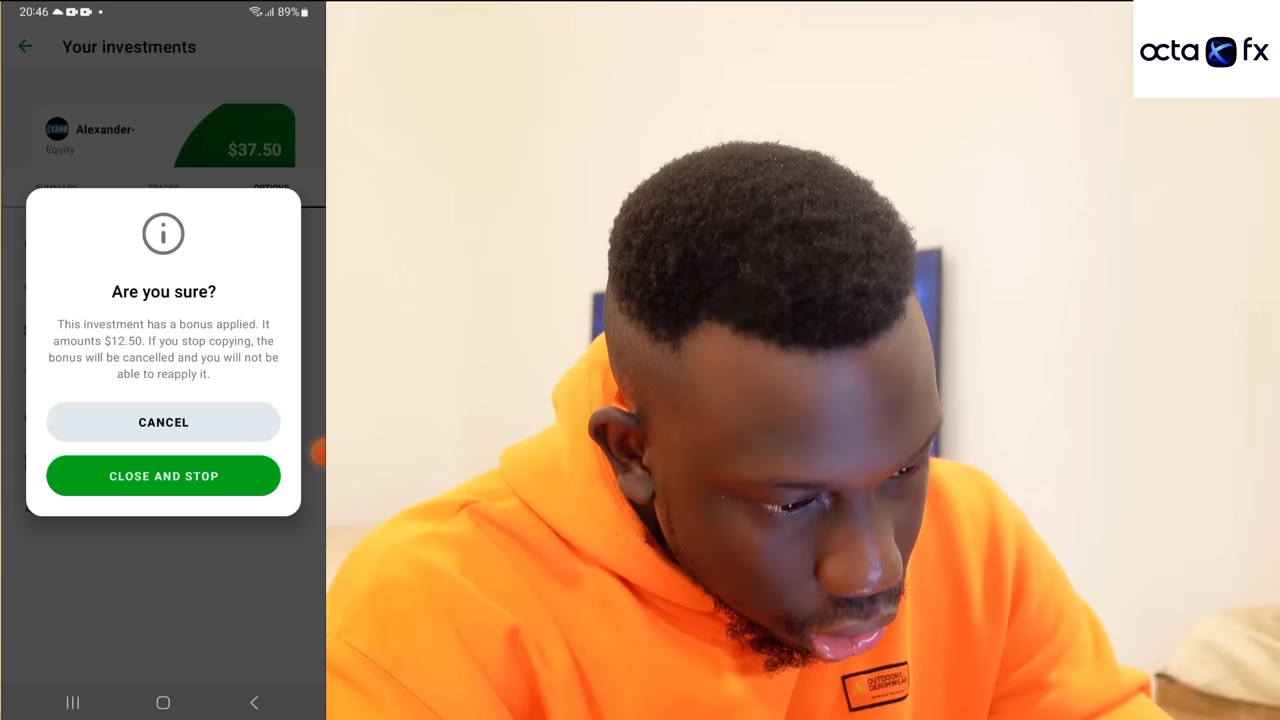 20:46
89%
Your investments
Alexander-
Equity
$37.50
OPTIONS
Are you sure?
This investment has a bonus applied. It
amounts $12.50. If you stop copying, the
bonus will be cancelled and you will not be
able to reapply it.
CANCEL
CLOSE AND STOP
octa fx
OUTDOORS
DENIMWEAR